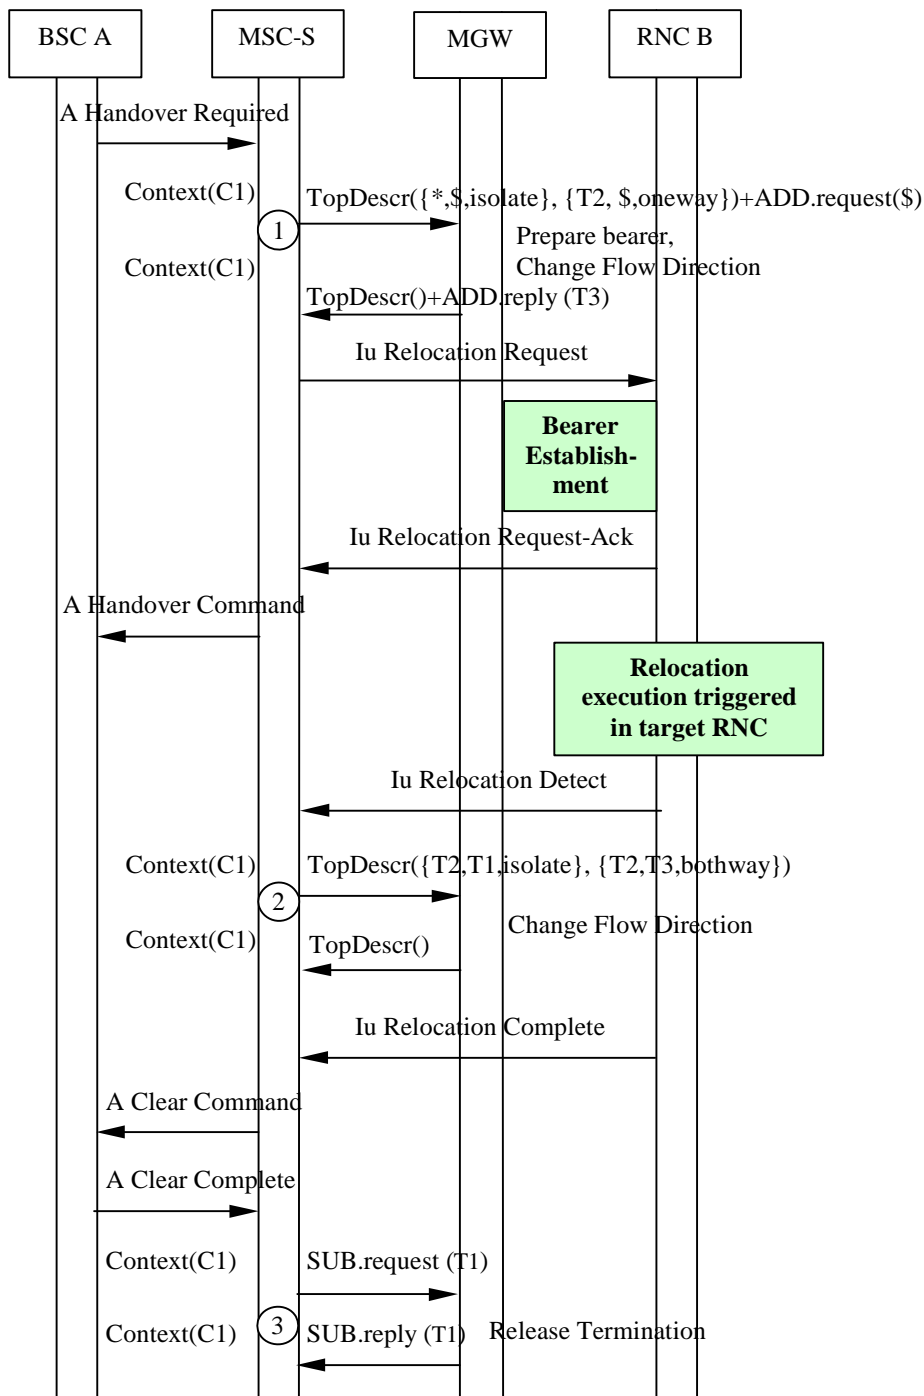 BSC A
MSC-S
MGW
RNC B
A Handover Required
Context(C1)
TopDescr({*,$,isolate}, {T2, $,oneway})+ADD.request($)
1
Prepare bearer,
Change Flow Direction
Context(C1)
TopDescr()+ADD.reply (T3)
Iu Relocation Request
Bearer
Establish-
ment
Iu Relocation Request-Ack
A Handover Command
Relocation
execution triggered
in target RNC
Iu Relocation Detect
Context(C1)
TopDescr({T2,T1,isolate}, {T2,T3,bothway})
2
Change Flow Direction
Context(C1)
TopDescr()
Iu Relocation Complete
A Clear Command
A Clear Complete
Context(C1)
SUB.request (T1)
3
Context(C1)
SUB.reply (T1)
Release Termination